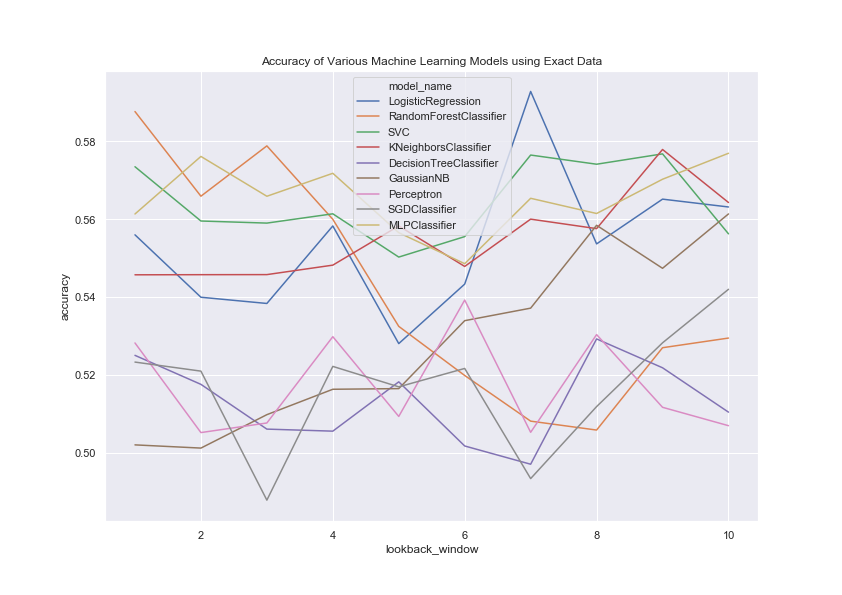 Accuracy of Various Machine Learning Models using Exact Data
model_name
LogisticRegression
RandomForestClassifier
SVC
KNeighborsClassifier
DecisionTreeClassifier
GaussianNB
Perceptron
SGDClassifier
MLPClassifier
accuracy
0.58
0.56
0.54
0.52
0.50
2 4 6 8 10
lookback_window